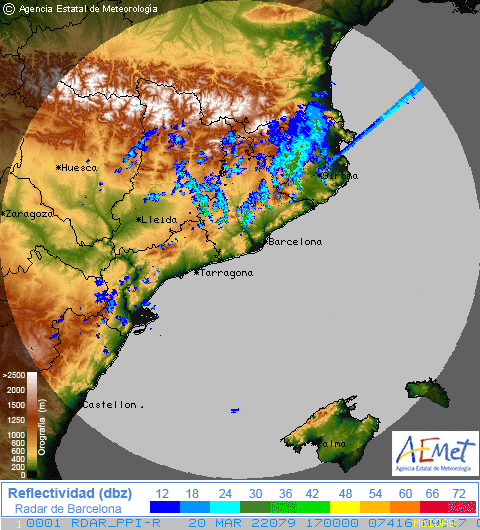 © Agencia Estatal de Meteorología
*Huesca
*Girona
*Zaragoza
*Lleida
*Barcelona
*Tarragona
>2500
2000
1500
1000
800
600
400
200
0
Orografía (m)
Castellon.
Palma
AEMet
Agencia Estatal de Meteorología
Reflectividad (dbz)
Radar de Barcelona
12 18 24 30 36 42 48 54 60 66 72
1 0001 RDAR_PPI-R 20 MAR 22079 170000 07416